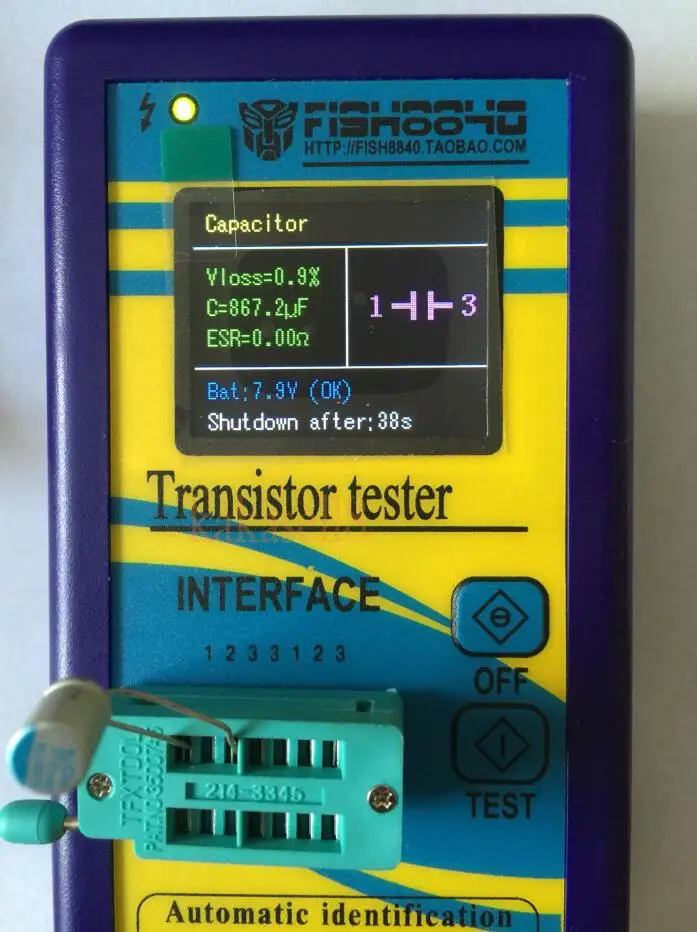 FISH8840
HTTP://FISH8840.TAOBAO.COM
Capacitor
Vloss=0.9%
C=867.2µF
ESR=0.00Ω
1 3
Bat:7.9V (OK)
Shutdown after:38s
Transistor tester
INTERFACE
1 2 3 3 1 2 3
OFF
TEST
214-3345
Automatic identification